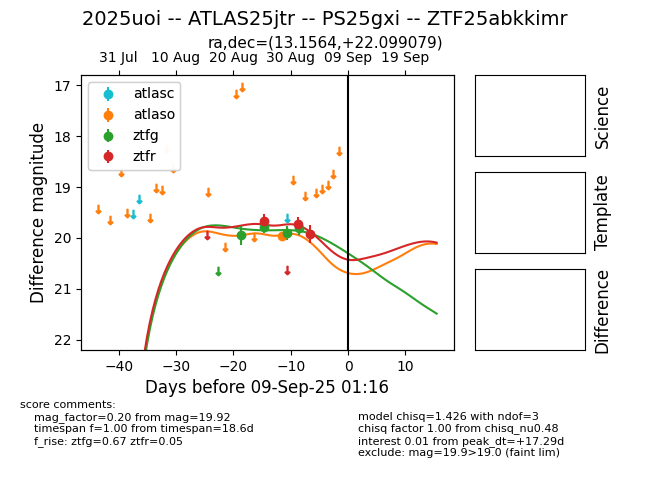 2025uoi -- ATLAS25jtr -- PS25gxi -- ZTF25abkkimr
ra,dec=(13.1564,+22.099079)
31 Jul 10 Aug 20 Aug 30 Aug 09 Sep 19 Sep
atlasc
atlaso
ztfg
ztfr
17
18
19
20
21
22
Difference magnitude
−40 −30 −20 −10 0 10
Days before 09-Sep-25 01:16
Science
Template
Difference
score comments:
mag_factor=0.20 from mag=19.92
timespan f=1.00 from timespan=18.6d
f_rise: ztfg=0.67 ztfr=0.05
model chisq=1.426 with ndof=3
chisq factor 1.00 from chisq_nu0.48
interest 0.01 from peak_dt=+17.29d
exclude: mag=19.9>19.0 (faint lim)